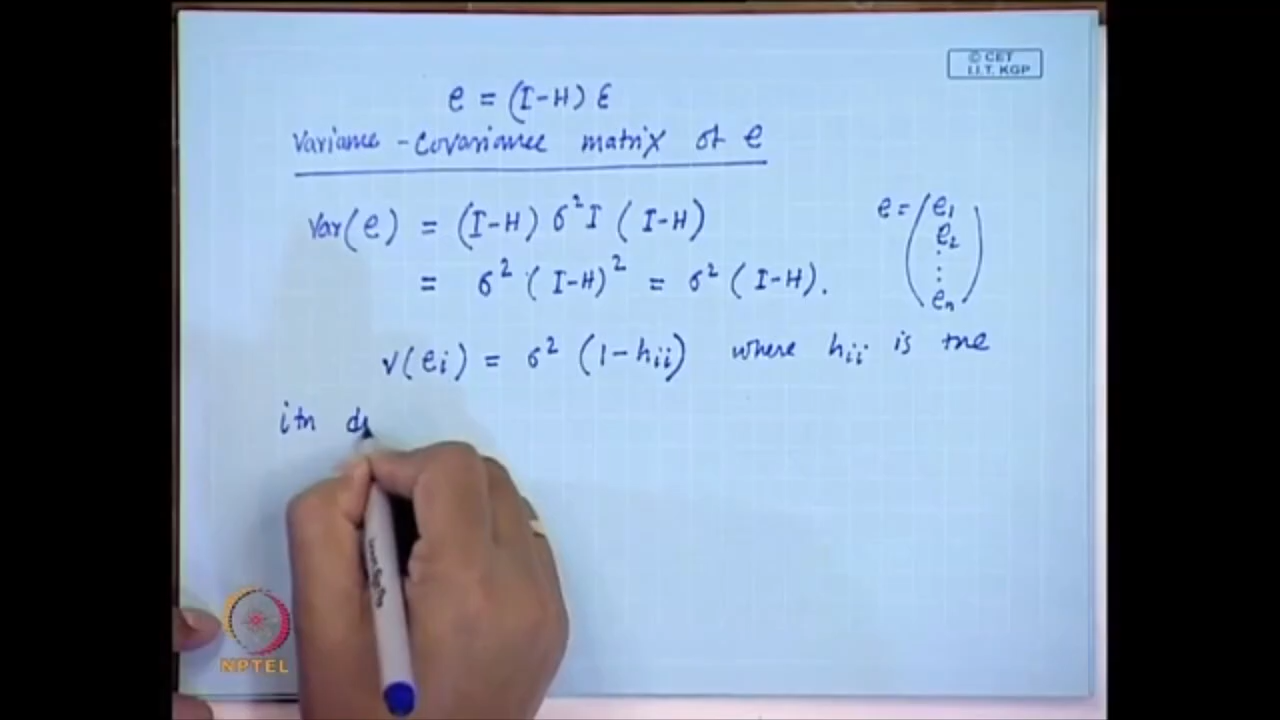 © CET
I.I.T. KGP
e = (I-H) ε
Variance - Covariance matrix of e
Var(e) = (I-H) σ²I (I-H)
= σ² (I-H)² = σ² (I-H).
e = (e₁
e₂
:
:
eₙ)
V(eᵢ) = σ² (1-hᵢᵢ) where hᵢᵢ is the
ith
NPTEL